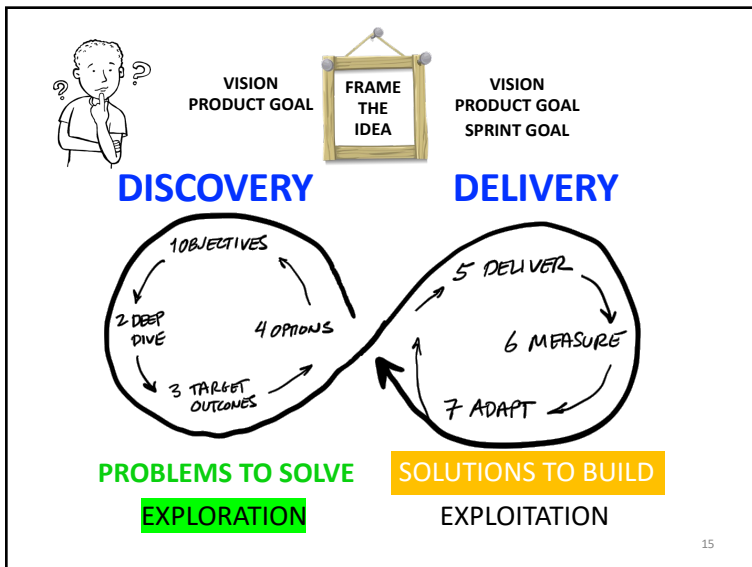 ? ?
VISION
PRODUCT GOAL
FRAME
THE
IDEA
VISION
PRODUCT GOAL
SPRINT GOAL
DISCOVERY
DELIVERY
1 OBJECTIVES
2 DEEP
DIVE
3 TARGET
OUTCOMES
4 OPTIONS
5 DELIVER
6 MEASURE
7 ADAPT
PROBLEMS TO SOLVE
EXPLORATION
SOLUTIONS TO BUILD
EXPLOITATION
15